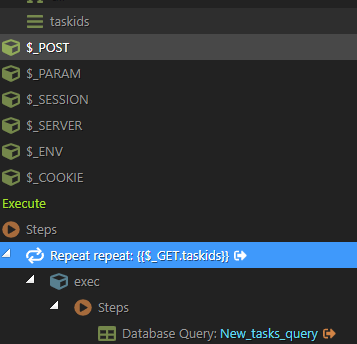 taskids
$_POST
$_PARAM
$_SESSION
$_SERVER
$_ENV
$_COOKIE
Execute
Steps
Repeat repeat: {{$_GET.taskids}}
exec
Steps
Database Query: New_tasks_query